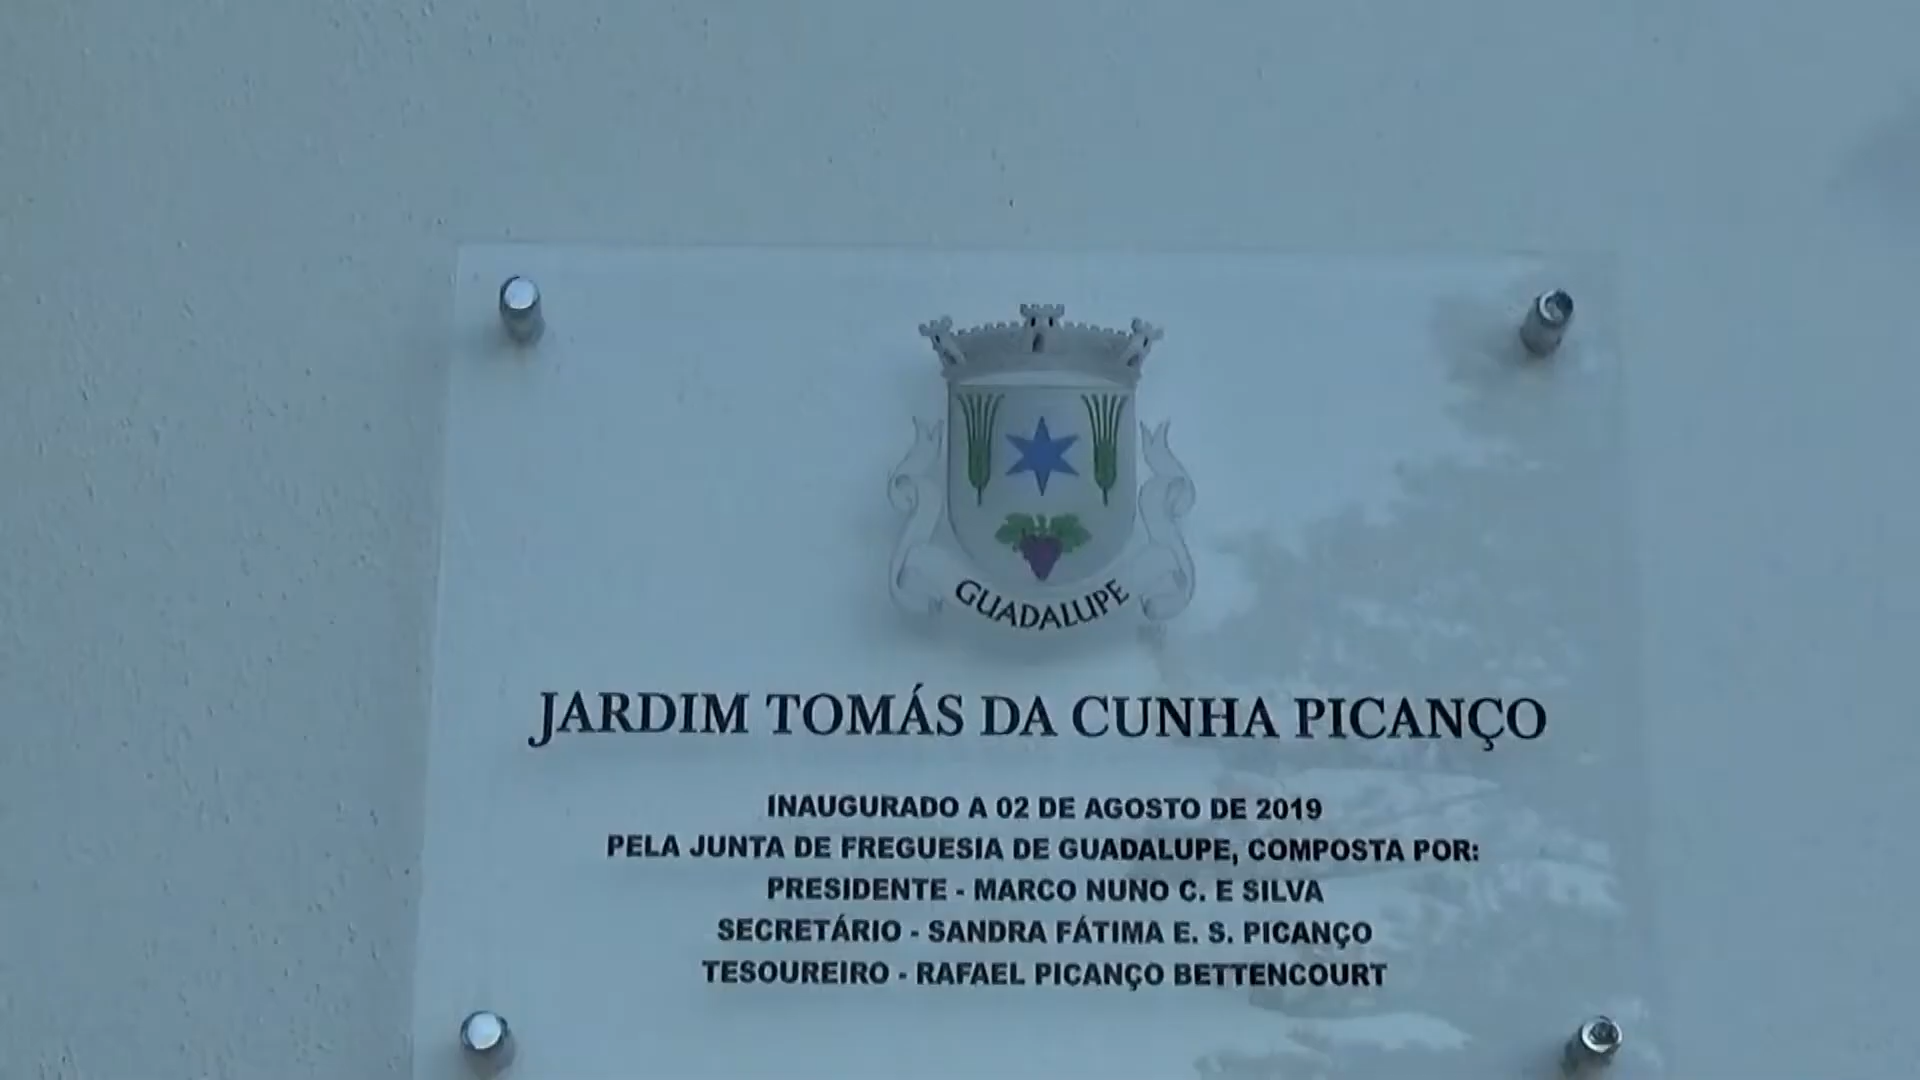 GUADALUPE
JARDIM TOMÁS DA CUNHA PICANÇO
INAUGURADO A 02 DE AGOSTO DE 2019
PELA JUNTA DE FREGUESIA DE GUADALUPE, COMPOSTA POR:
PRESIDENTE - MARCO NUNO C. E SILVA
SECRETÁRIO - SANDRA FÁTIMA E. S. PICANÇO
TESOUREIRO - RAFAEL PICANÇO BETTENCOURT